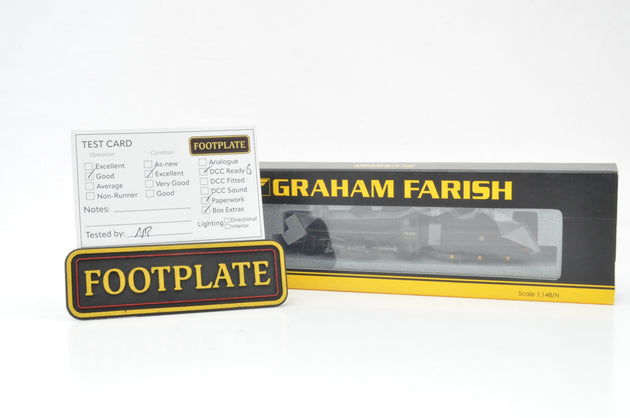 TEST CARD
FOOTPLATE
Operation
Excellent
Good
Average
Non-Runner
Condition
As-new
Excellent
Very Good
Good
Analogue
DCC Ready 6
DCC Fitted
DCC Sound
Paperwork
Box Extras
Notes:
Lighting Directional
Interior
Tested by:
FOOTPLATE
GRAHAM FARISH
Scale 1:148/N